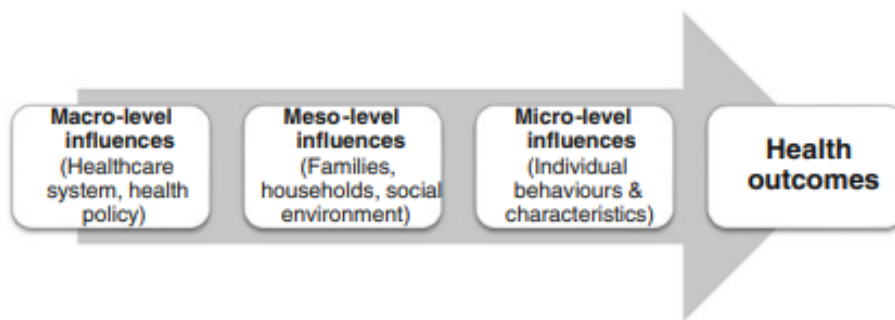 Macro-level
influences
(Healthcare
system, health
policy)
Meso-level
influences
(Families,
households, social
environment)
Micro-level
influences
(Individual
behaviours &
characteristics)
Health
outcomes